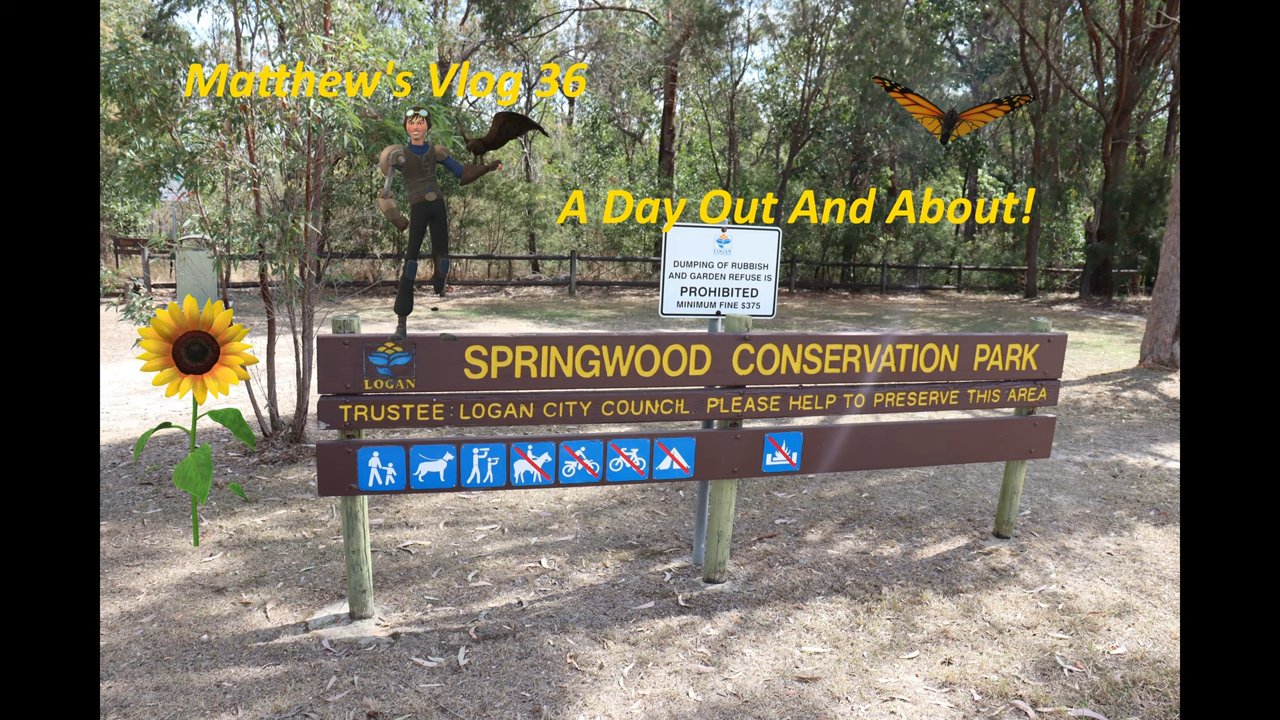 Matthew's Vlog 36
A Day Out And About!
LOGAN
DUMPING OF RUBBISH
AND GARDEN REFUSE IS
PROHIBITED
MINIMUM FINE $375
SPRINGWOOD CONSERVATION PARK
LOGAN
TRUSTEE: LOGAN CITY COUNCIL. PLEASE HELP TO PRESERVE THIS AREA